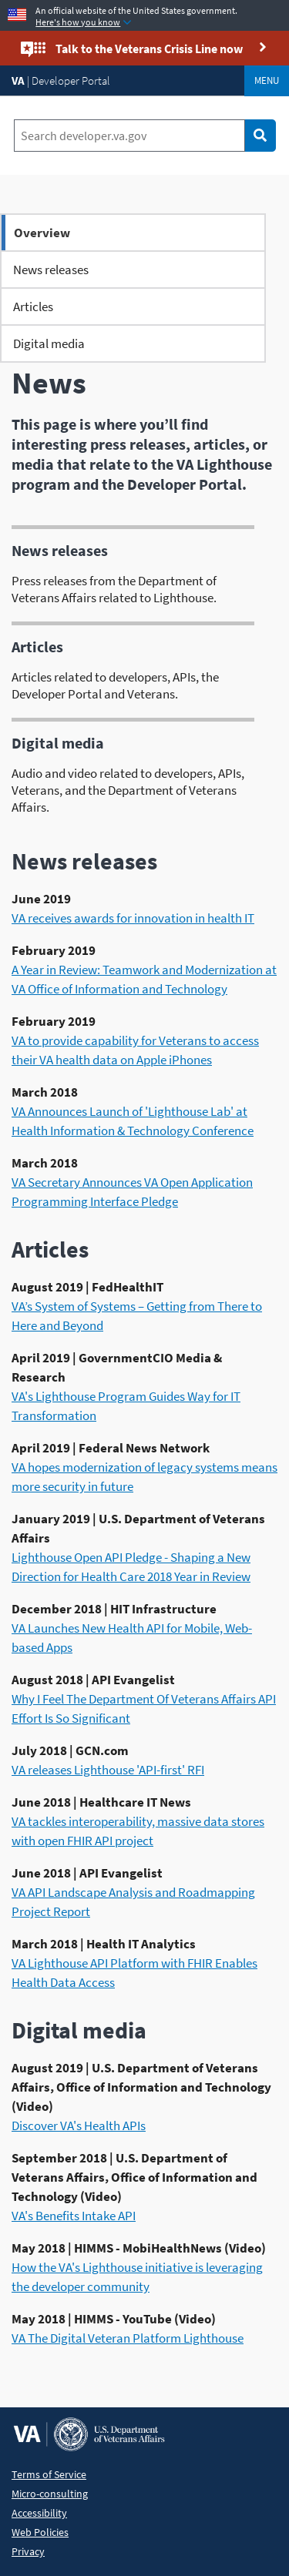 An official website of the United States government.
Here's how you know
Talk to the Veterans Crisis Line now
VA | Developer Portal
MENU
Search developer.va.gov
Overview
News releases
Articles
Digital media
News
This page is where you’ll find
interesting press releases, articles, or
media that relate to the VA Lighthouse
program and the Developer Portal.
News releases
Press releases from the Department of
Veterans Affairs related to Lighthouse.
Articles
Articles related to developers, APIs, the
Developer Portal and Veterans.
Digital media
Audio and video related to developers, APIs,
Veterans, and the Department of Veterans
Affairs.
News releases
June 2019
VA receives awards for innovation in health IT
February 2019
A Year in Review: Teamwork and Modernization at
VA Office of Information and Technology
February 2019
VA to provide capability for Veterans to access
their VA health data on Apple iPhones
March 2018
VA Announces Launch of 'Lighthouse Lab' at
Health Information & Technology Conference
March 2018
VA Secretary Announces VA Open Application
Programming Interface Pledge
Articles
August 2019 | FedHealthIT
VA’s System of Systems – Getting from There to
Here and Beyond
April 2019 | GovernmentCIO Media &
Research
VA's Lighthouse Program Guides Way for IT
Transformation
April 2019 | Federal News Network
VA hopes modernization of legacy systems means
more security in future
January 2019 | U.S. Department of Veterans
Affairs
Lighthouse Open API Pledge - Shaping a New
Direction for Health Care 2018 Year in Review
December 2018 | HIT Infrastructure
VA Launches New Health API for Mobile, Web-
based Apps
August 2018 | API Evangelist
Why I Feel The Department Of Veterans Affairs API
Effort Is So Significant
July 2018 | GCN.com
VA releases Lighthouse 'API-first' RFI
June 2018 | Healthcare IT News
VA tackles interoperability, massive data stores
with open FHIR API project
June 2018 | API Evangelist
VA API Landscape Analysis and Roadmapping
Project Report
March 2018 | Health IT Analytics
VA Lighthouse API Platform with FHIR Enables
Health Data Access
Digital media
August 2019 | U.S. Department of Veterans
Affairs, Office of Information and Technology
(Video)
Discover VA's Health APIs
September 2018 | U.S. Department of
Veterans Affairs, Office of Information and
Technology (Video)
VA's Benefits Intake API
May 2018 | HIMMS - MobiHealthNews (Video)
How the VA's Lighthouse initiative is leveraging
the developer community
May 2018 | HIMMS - YouTube (Video)
VA The Digital Veteran Platform Lighthouse
VA
U.S. Department
of Veterans Affairs
Terms of Service
Micro-consulting
Accessibility
Web Policies
Privacy